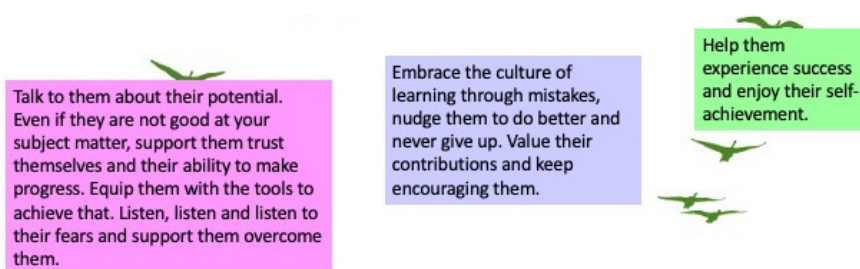 Talk to them about their potential.
Even if they are not good at your
subject matter, support them trust
themselves and their ability to make
progress. Equip them with the tools to
achieve that. Listen, listen and listen to
their fears and support them overcome
them.
Embrace the culture of
learning through mistakes,
nudge them to do better and
never give up. Value their
contributions and keep
encouraging them.
Help them
experience success
and enjoy their self-
achievement.